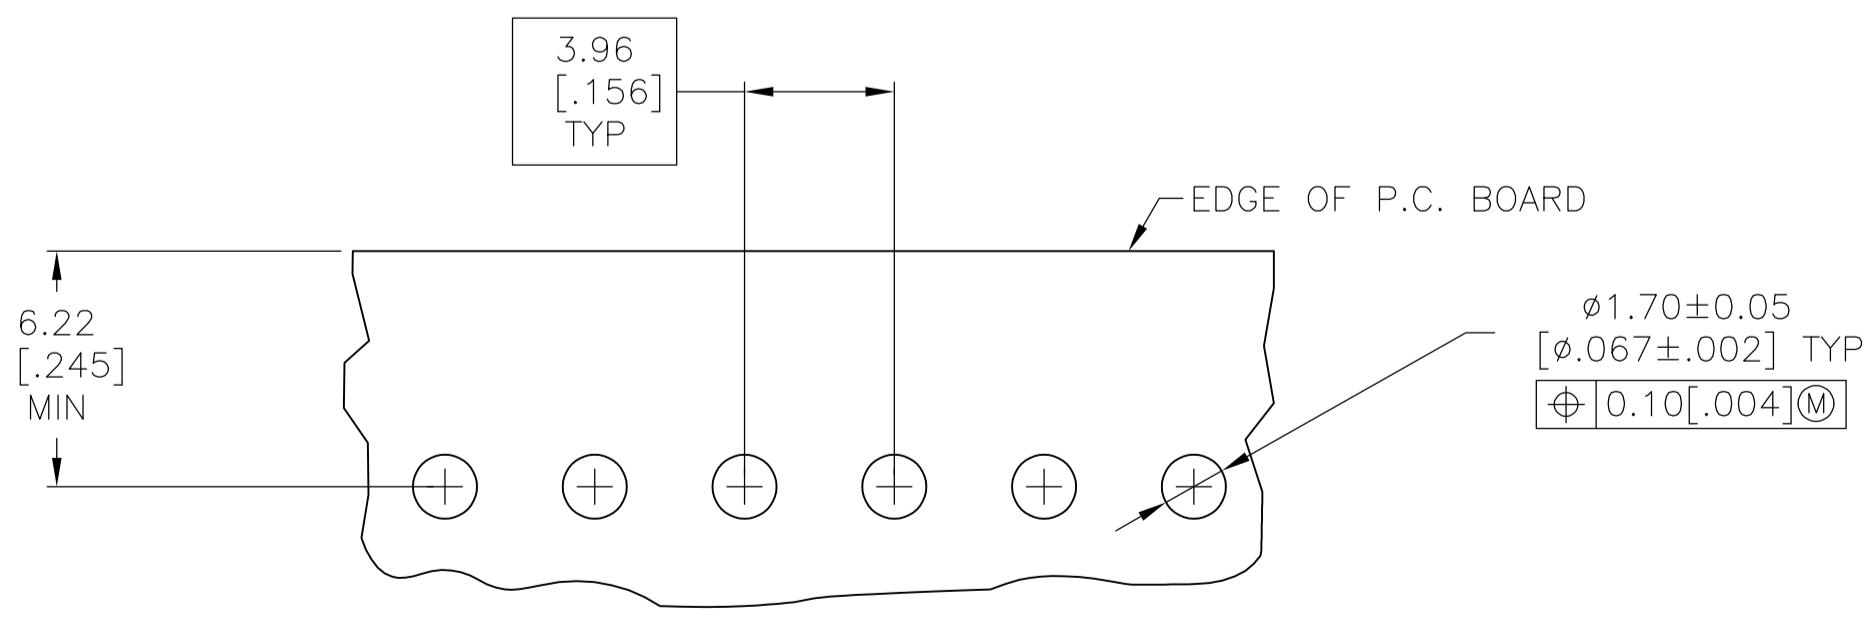 3.96
[.156]
TYP
EDGE OF P.C. BOARD
6.22
[.245]
MIN
⌀1.70±0.05
[⌀.067±.002] TYP
⌖ 0.10[.004]Ⓜ